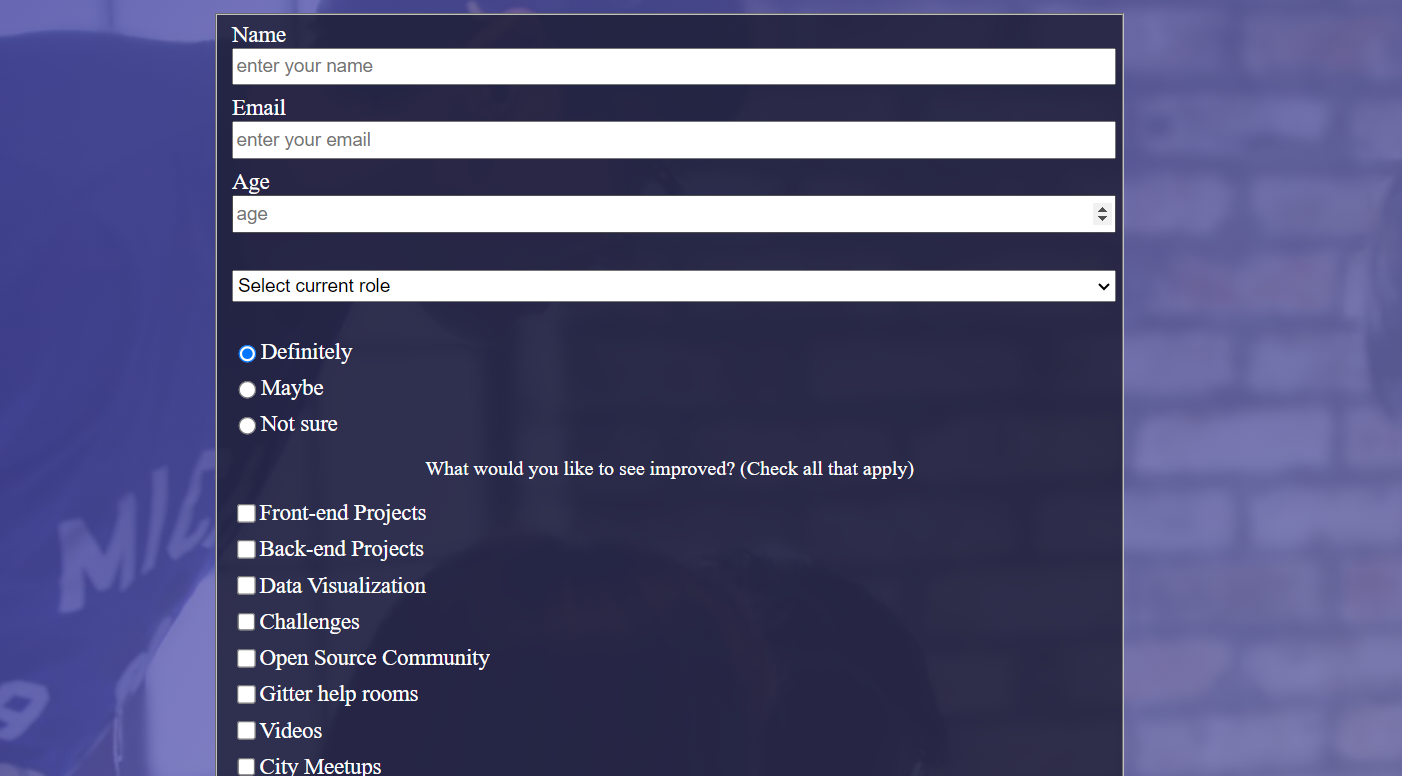 Name
enter your name
Email
enter your email
Age
age
Select current role
Definitely
Maybe
Not sure
What would you like to see improved? (Check all that apply)
Front-end Projects
Back-end Projects
Data Visualization
Challenges
Open Source Community
Gitter help rooms
Videos
City Meetups